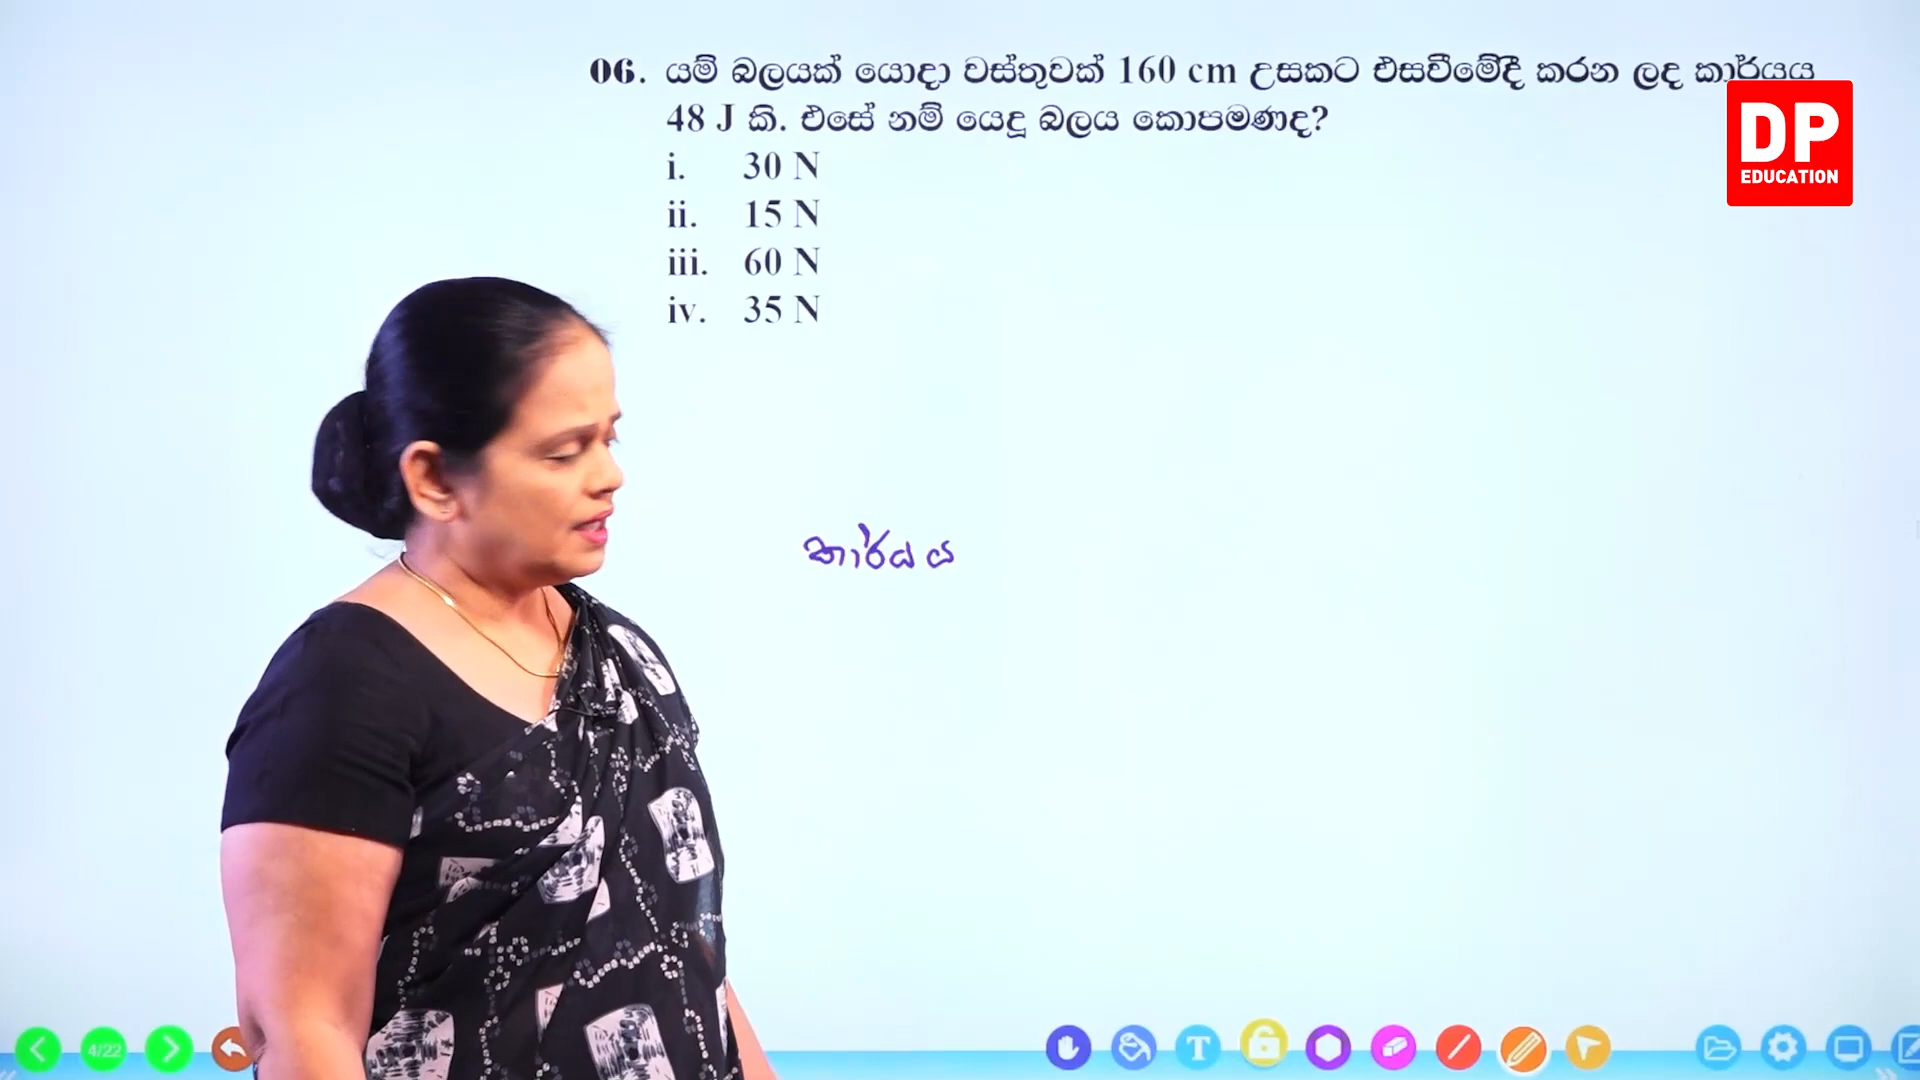 06. යම් බලයක් යොදා වස්තුවක් 160 cm උසකට එසවීමේදී කරන ලද කාර්යය
48 J කි. එසේ නම් යෙදූ බලය කොපමණද?
i. 30 N
ii. 15 N
iii. 60 N
iv. 35 N
DP
EDUCATION
කාර්යය
4/22
T